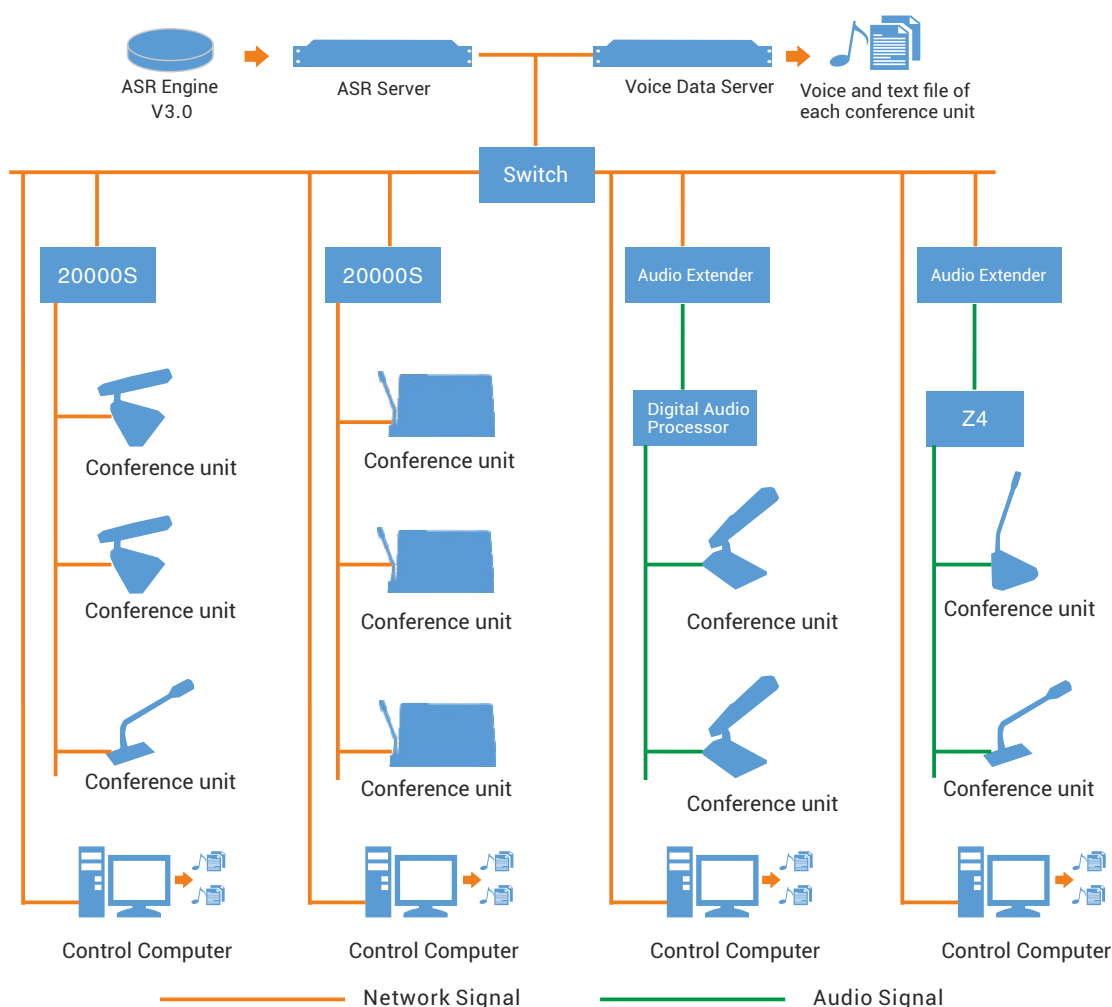 ASR Engine
V3.0
ASR Server
Voice Data Server
Voice and text file of
each conference unit
Switch
20000S
20000S
Audio Extender
Audio Extender
Digital Audio
Processor
Z4
Conference unit
Conference unit
Conference unit
Conference unit
Conference unit
Conference unit
Conference unit
Conference unit
Conference unit
Conference unit
Control Computer
Control Computer
Control Computer
Control Computer
Network Signal
Audio Signal